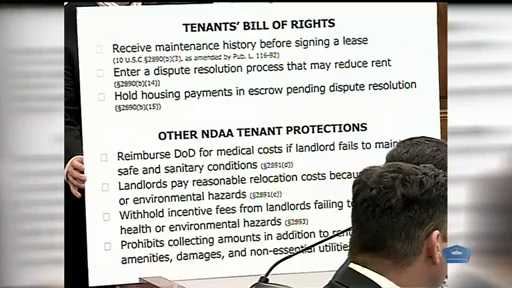 TENANTS' BILL OF RIGHTS
Receive maintenance history before signing a lease
(10 U.S.C §2890(b)(3), as amended by Pub. L. 116-92)
Enter a dispute resolution process that may reduce rent
(§2890(b)(14))
Hold housing payments in escrow pending dispute resolution
(§2890(b)(15))
OTHER NDAA TENANT PROTECTIONS
Reimburse DoD for medical costs if landlord fails to
safe and sanitary conditions (§2891(d))
Landlords pay reasonable relocation costs
or environmental hazards (§2891(c))
Withhold incentive fees from landlords failing
health or environmental hazards (§2893)
Prohibits collecting amounts in addition to
amenities, damages, and non-essential utilities